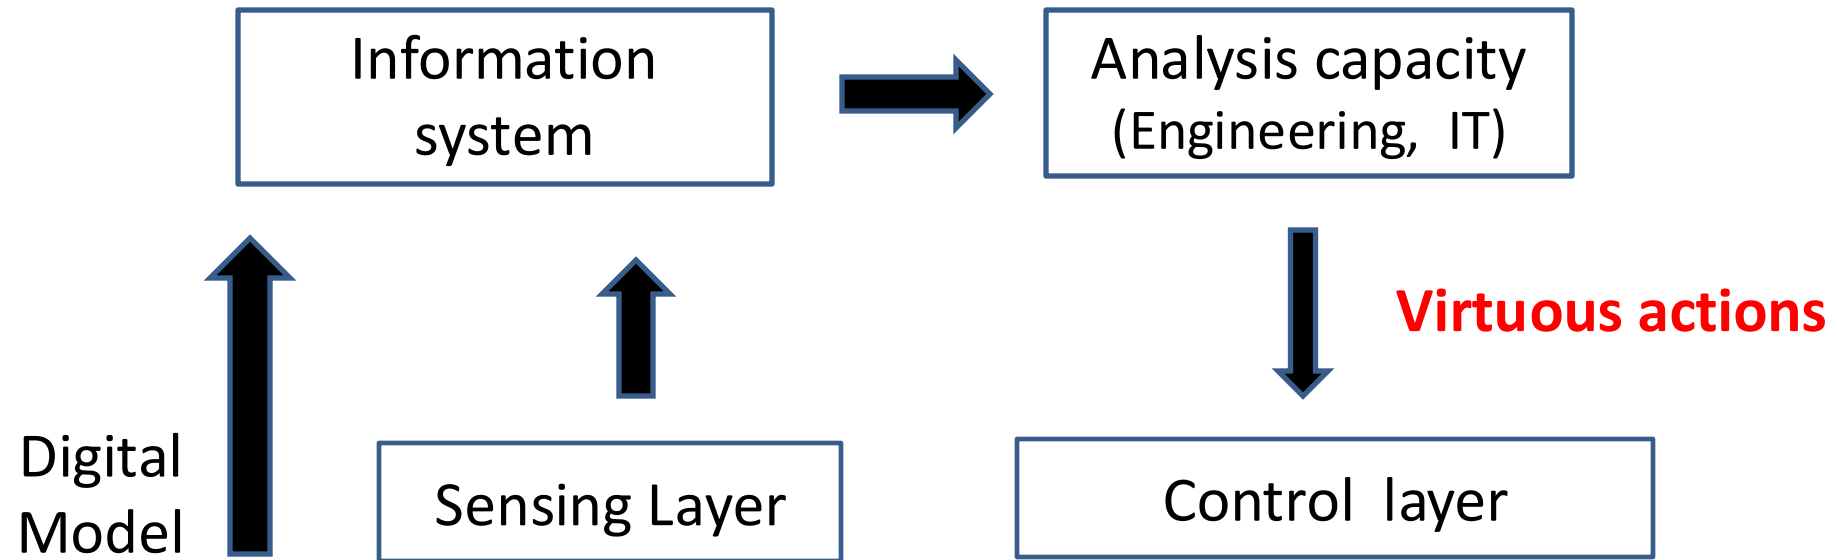 Information
system
Analysis capacity
(Engineering, IT)
Virtuous actions
Digital
Model
Sensing Layer
Control layer